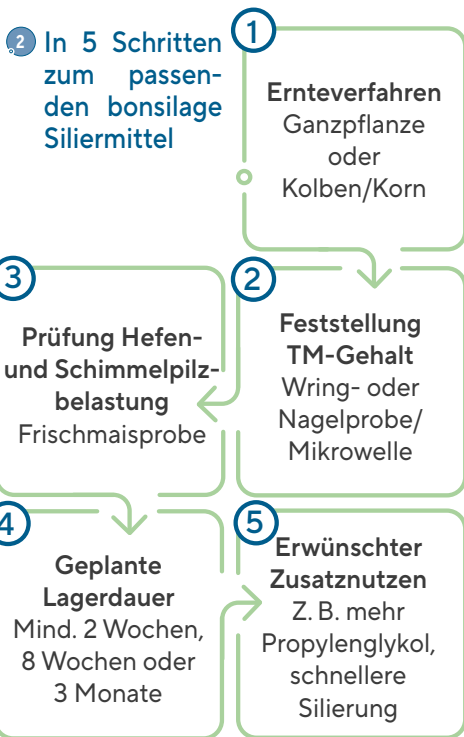 2 In 5 Schritten
zum passen-
den bonsilage
Siliermittel
1
Ernteverfahren
Ganzpflanze
oder
Kolben/Korn
2
Feststellung
TM-Gehalt
Wring- oder
Nagelprobe/
Mikrowelle
3
Prüfung Hefen-
und Schimmelpilz-
belastung
Frischmaisprobe
4
Geplante
Lagerdauer
Mind. 2 Wochen,
8 Wochen oder
3 Monate
5
Erwünschter
Zusatznutzen
Z. B. mehr
Propylenglykol,
schnellere
Silierung